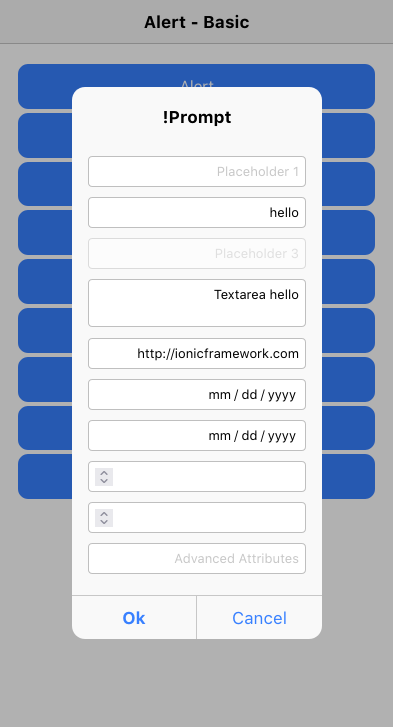 Alert - Basic
Alert
!Prompt
Placeholder 1
hello
Placeholder 3
Textarea hello
http://ionicframework.com
mm / dd / yyyy
mm / dd / yyyy
Advanced Attributes
Ok
Cancel